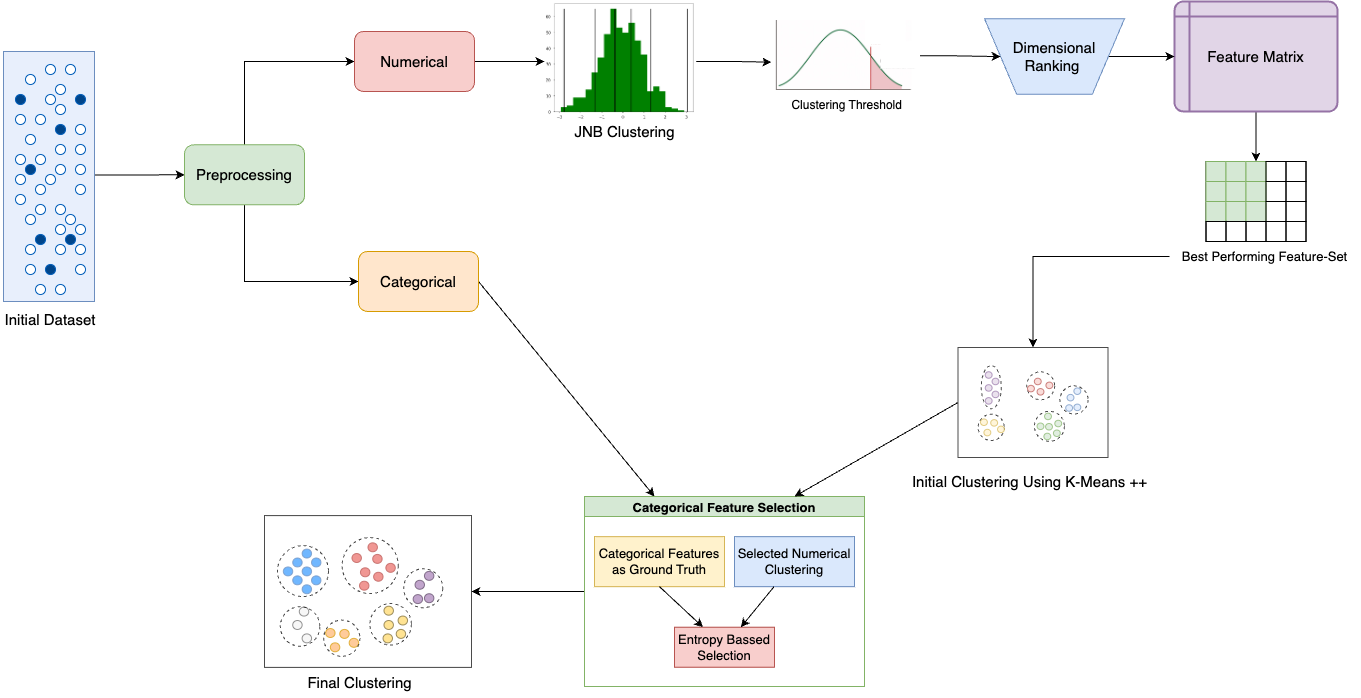 Numerical
JNB Clustering
Clustering Threshold
Dimensional
Ranking
Feature Matrix
Preprocessing
Initial Dataset
Categorical
Best Performing Feature-Set
Initial Clustering Using K-Means ++
Categorical Feature Selection
Categorical Features
as Ground Truth
Selected Numerical
Clustering
Entropy Bassed
Selection
Final Clustering